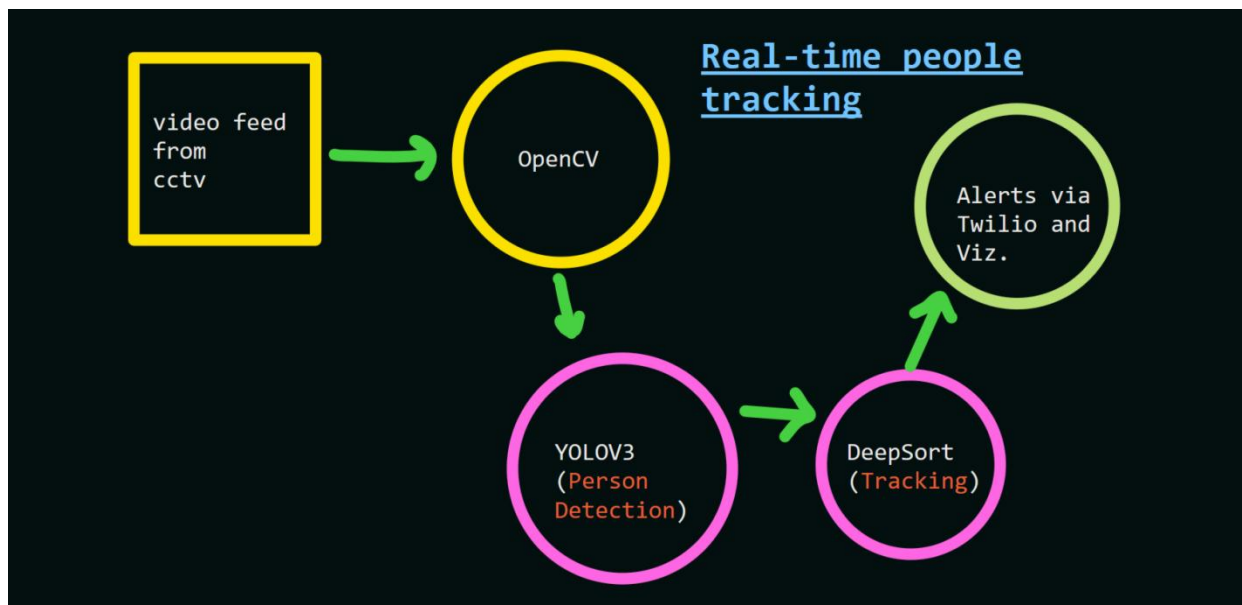 Real-time people
tracking
video feed
from
cctv
OpenCV
Alerts via
Twilio and
Viz.
YOLOV3
(Person
Detection)
DeepSort
(Tracking)